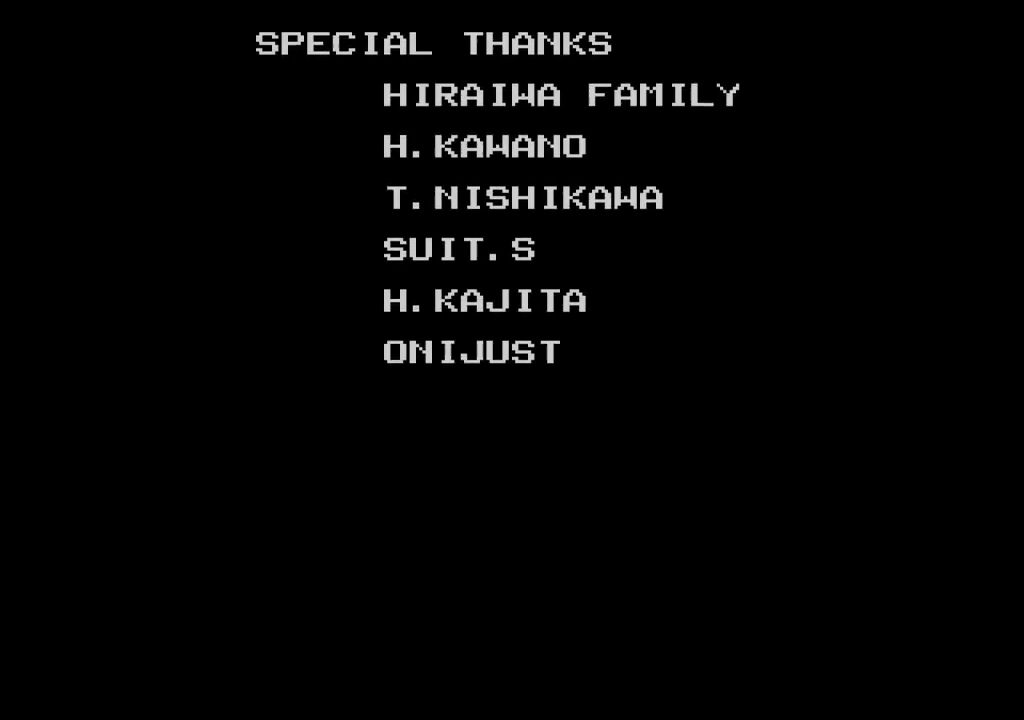 SPECIAL THANKS
HIRAIWA FAMILY
H.KAWANO
T.NISHIKAWA
SUIT.S
H.KAJITA
ONIJUST